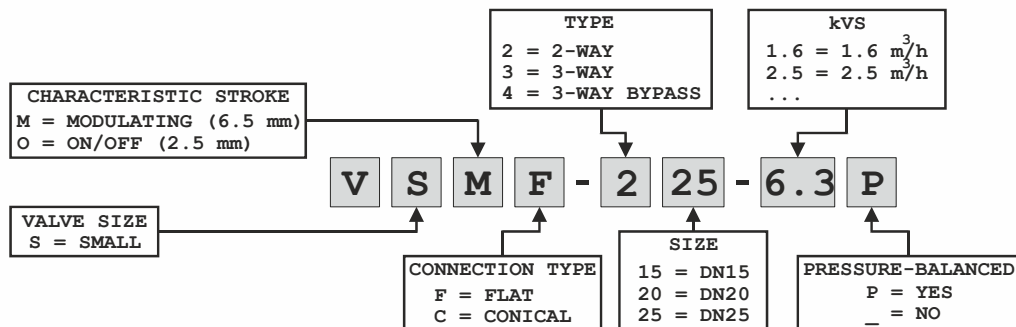 TYPE
2 = 2-WAY
3 = 3-WAY
4 = 3-WAY BYPASS
kVS
1.6 = 1.6 m³/h
2.5 = 2.5 m³/h
...
CHARACTERISTIC STROKE
M = MODULATING (6.5 mm)
O = ON/OFF (2.5 mm)
V S M F - 2 25 - 6.3 P
VALVE SIZE
S = SMALL
CONNECTION TYPE
F = FLAT
C = CONICAL
SIZE
15 = DN15
20 = DN20
25 = DN25
PRESSURE-BALANCED
P = YES
_ = NO